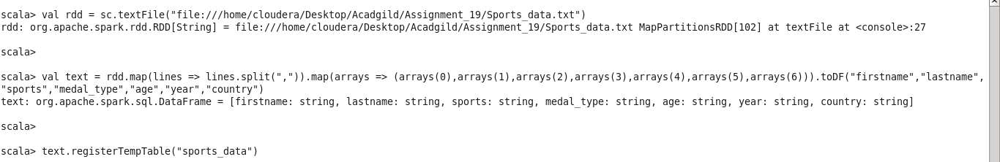 scala> val rdd = sc.textFile("file:///home/cloudera/Desktop/Acadgild/Assignment_19/Sports_data.txt")
rdd: org.apache.spark.rdd.RDD[String] = file:///home/cloudera/Desktop/Acadgild/Assignment_19/Sports_data.txt MapPartitionsRDD[102] at textFile at <console>:27
scala>
scala> val text = rdd.map(lines => lines.split(",")).map(arrays => (arrays(0),arrays(1),arrays(2),arrays(3),arrays(4),arrays(5),arrays(6))).toDF("firstname","lastname",
"sports","medal_type","age","year","country")
text: org.apache.spark.sql.DataFrame = [firstname: string, lastname: string, sports: string, medal_type: string, age: string, year: string, country: string]
scala>
scala> text.registerTempTable("sports_data")